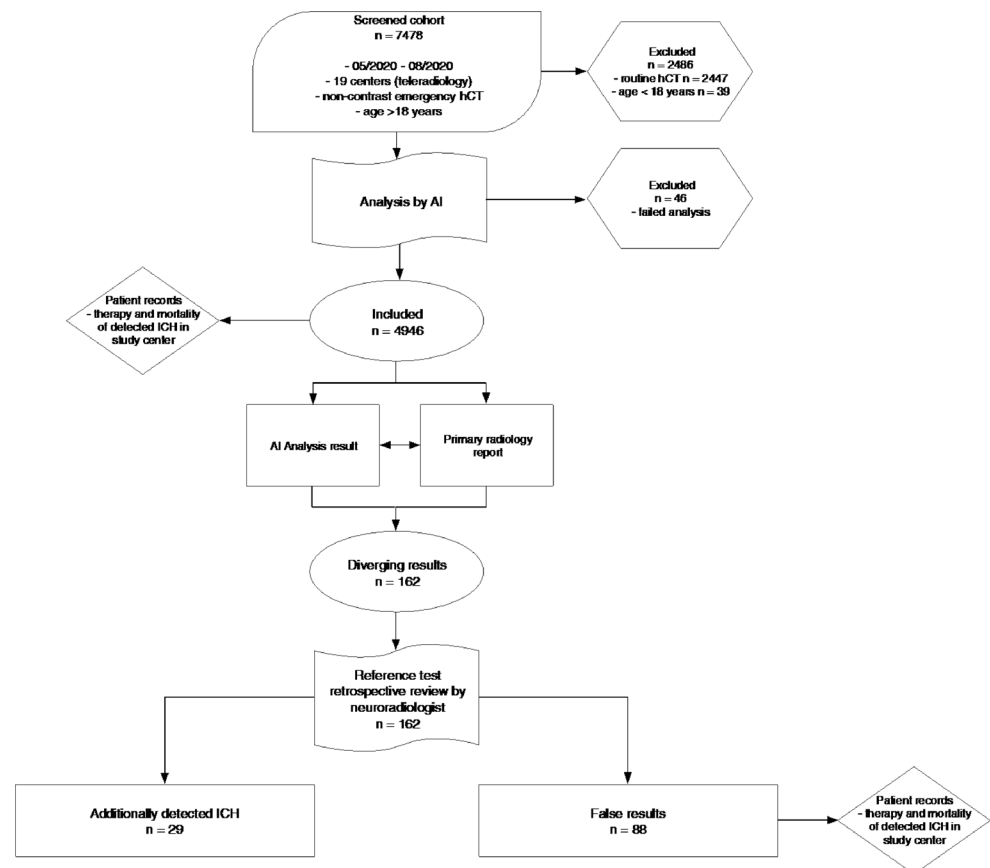 Screened cohort
n = 7478
- 05/2020 - 08/2020
- 19 centers (teleradiology)
- non-contrast emergency hCT
- age >18 years
Excluded
n = 2486
- routine hCT n = 2447
- age < 18 years n = 39
Analysis by AI
Excluded
n = 46
- failed analysis
Patient records
- therapy and mortality
of detected ICH in
study center
Included
n = 4946
AI Analysis result
Primary radiology
report
Diverging results
n = 162
Reference test
retrospective review by
neuroradiologist
n = 162
Additionally detected ICH
n = 29
False results
n = 88
Patient records
- therapy and mortality
of detected ICH in
study center